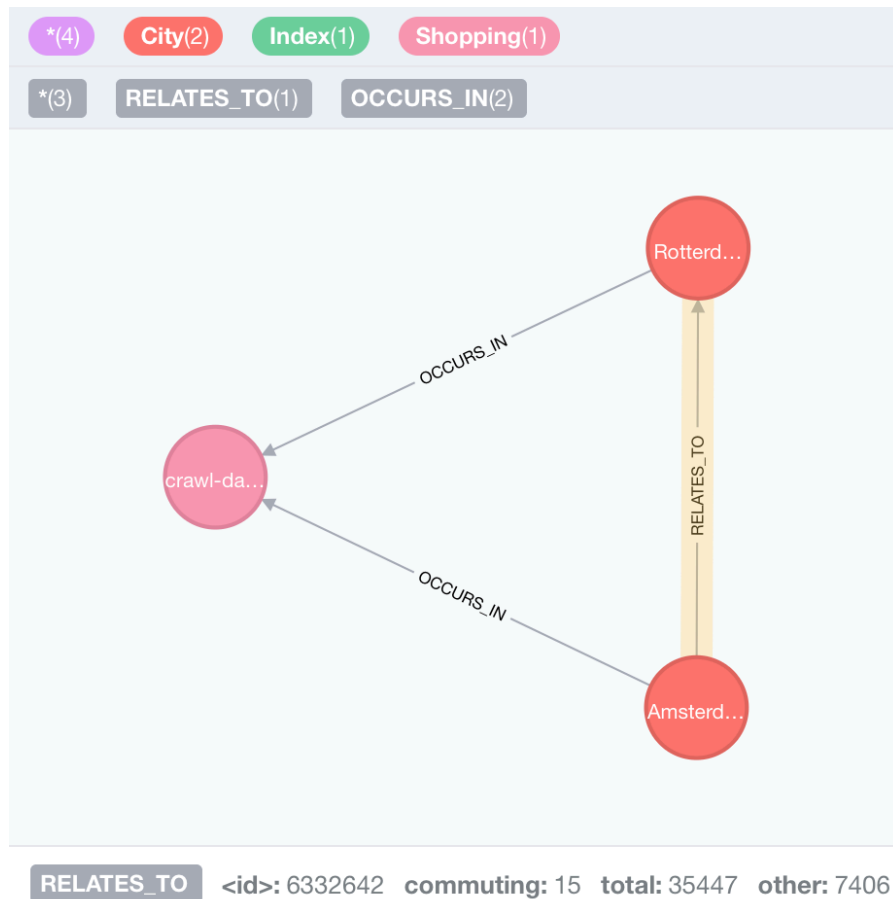 *(4) City(2) Index(1) Shopping(1)
*(3) RELATES_TO(1) OCCURS_IN(2)
Rotterd...
OCCURS_IN
RELATES_TO
crawl-da...
OCCURS_IN
Amsterd...
RELATES_TO <id>: 6332642 commuting: 15 total: 35447 other: 7406